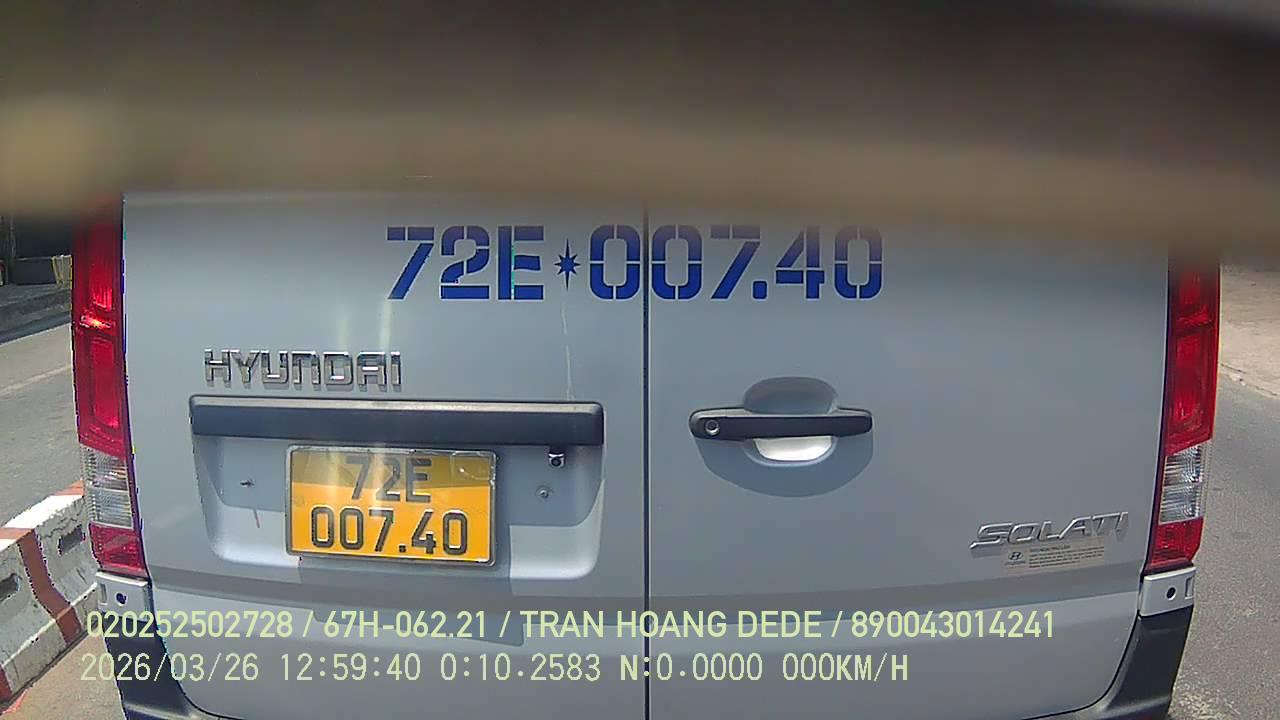 72E 007.40
HYUNDAI
72E
007.40
SOLATI
020252502728 / 67H-062.21 / TRAN HOANG DEDE / 890043014241
2026/03/26 12:59:40 0:10.2583 N:0.0000 000KM/H